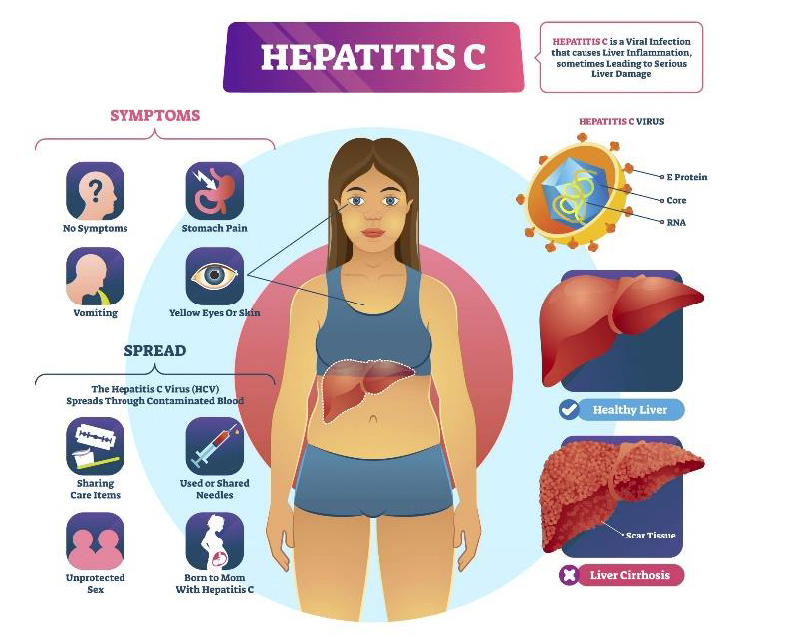 HEPATITIS C
HEPATITIS C is a Viral Infection
that causes Liver Inflammation,
sometimes Leading to Serious
Liver Damage
SYMPTOMS
?
No Symptoms
Stomach Pain
Vomiting
Yellow Eyes Or Skin
SPREAD
The Hepatitis C Virus (HCV)
Spreads Through Contaminated Blood
Sharing
Care Items
Used or Shared
Needles
Unprotected
Sex
Born to Mom
With Hepatitis C
HEPATITIS C VIRUS
E Protein
Core
RNA
Healthy Liver
Scar Tissue
Liver Cirrhosis